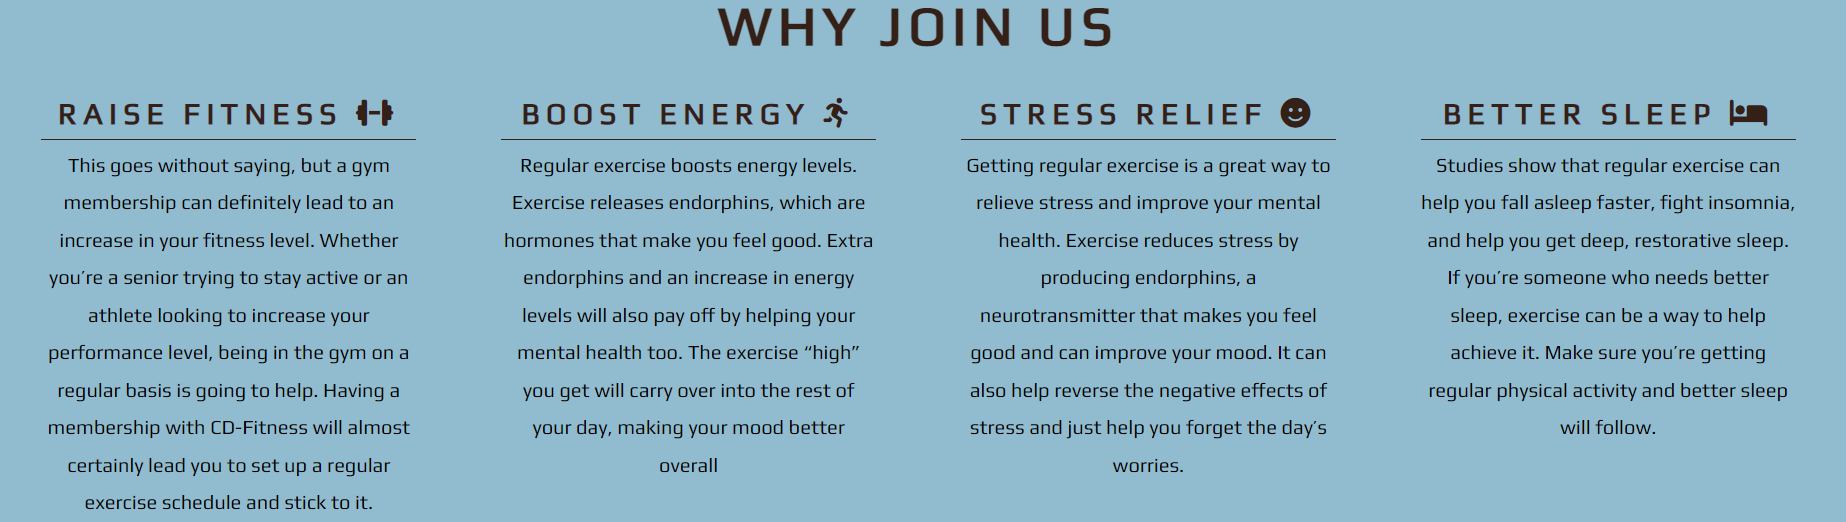 WHY JOIN US
RAISE FITNESS
This goes without saying, but a gym
membership can definitely lead to an
increase in your fitness level. Whether
you’re a senior trying to stay active or an
athlete looking to increase your
performance level, being in the gym on a
regular basis is going to help. Having a
membership with CD-Fitness will almost
certainly lead you to set up a regular
exercise schedule and stick to it.
BOOST ENERGY
Regular exercise boosts energy levels.
Exercise releases endorphins, which are
hormones that make you feel good. Extra
endorphins and an increase in energy
levels will also pay off by helping your
mental health too. The exercise “high”
you get will carry over into the rest of
your day, making your mood better
overall
STRESS RELIEF
Getting regular exercise is a great way to
relieve stress and improve your mental
health. Exercise reduces stress by
producing endorphins, a
neurotransmitter that makes you feel
good and can improve your mood. It can
also help reverse the negative effects of
stress and just help you forget the day’s
worries.
BETTER SLEEP
Studies show that regular exercise can
help you fall asleep faster, fight insomnia,
and help you get deep, restorative sleep.
If you’re someone who needs better
sleep, exercise can be a way to help
achieve it. Make sure you’re getting
regular physical activity and better sleep
will follow.